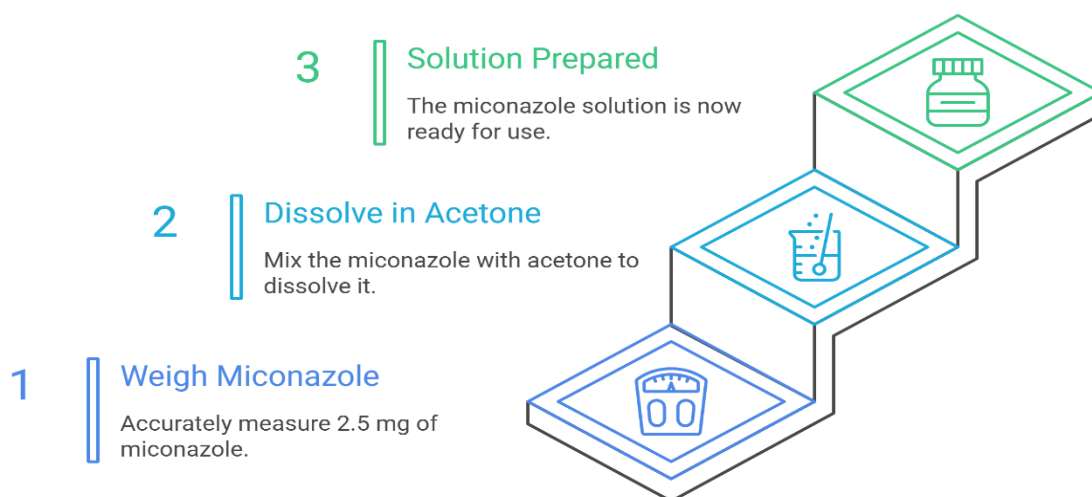 3
Solution Prepared
The miconazole solution is now
ready for use.
2
Dissolve in Acetone
Mix the miconazole with acetone to
dissolve it.
1
Weigh Miconazole
Accurately measure 2.5 mg of
miconazole.